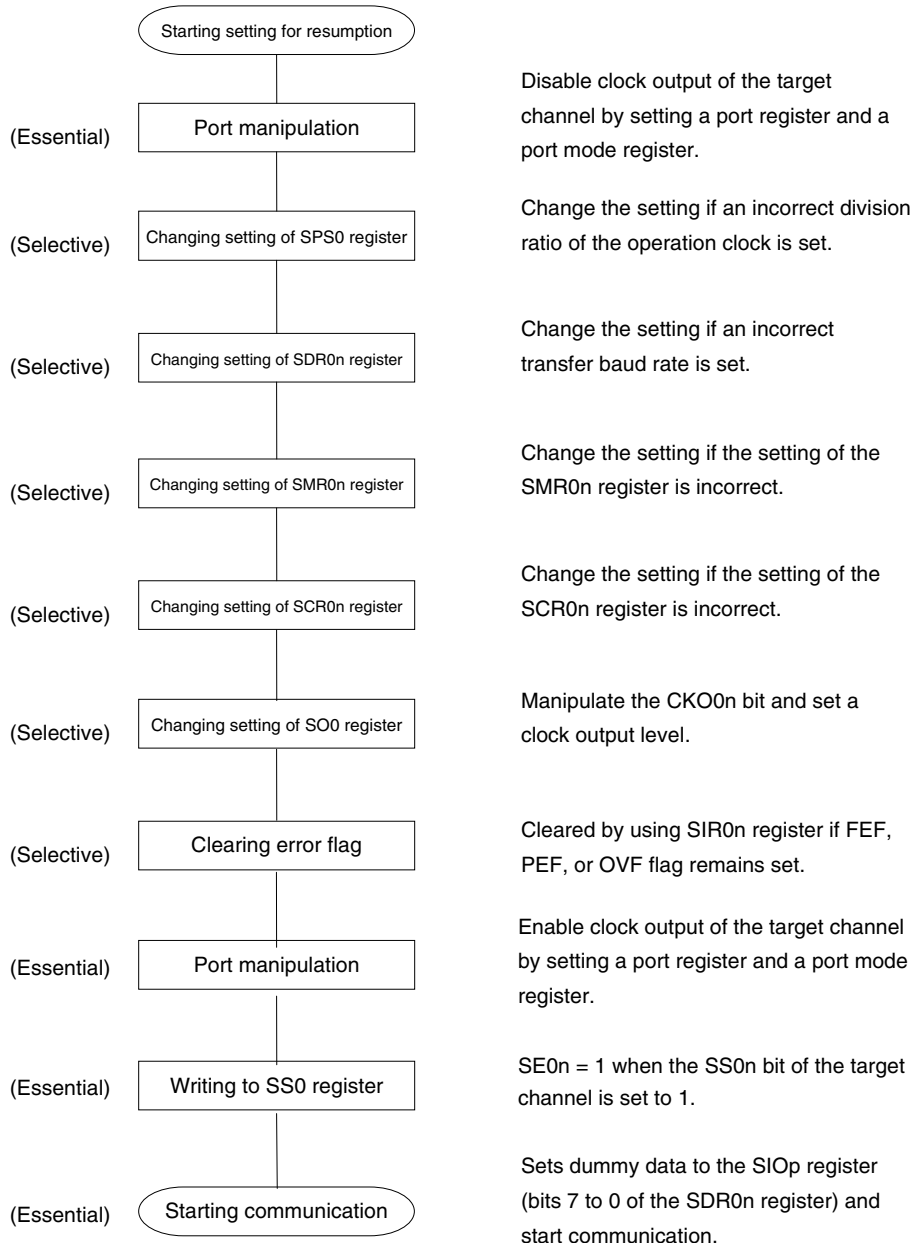 Starting setting for resumption
(Essential)
Port manipulation
Disable clock output of the target
channel by setting a port register and a
port mode register.
(Selective)
Changing setting of SPS0 register
Change the setting if an incorrect division
ratio of the operation clock is set.
(Selective)
Changing setting of SDR0n register
Change the setting if an incorrect
transfer baud rate is set.
(Selective)
Changing setting of SMR0n register
Change the setting if the setting of the
SMR0n register is incorrect.
(Selective)
Changing setting of SCR0n register
Change the setting if the setting of the
SCR0n register is incorrect.
(Selective)
Changing setting of SO0 register
Manipulate the CKO0n bit and set a
clock output level.
(Selective)
Clearing error flag
Cleared by using SIR0n register if FEF,
PEF, or OVF flag remains set.
(Essential)
Port manipulation
Enable clock output of the target channel
by setting a port register and a port mode
register.
(Essential)
Writing to SS0 register
SE0n = 1 when the SS0n bit of the target
channel is set to 1.
(Essential)
Starting communication
Sets dummy data to the SIOp register
(bits 7 to 0 of the SDR0n register) and
start communication.